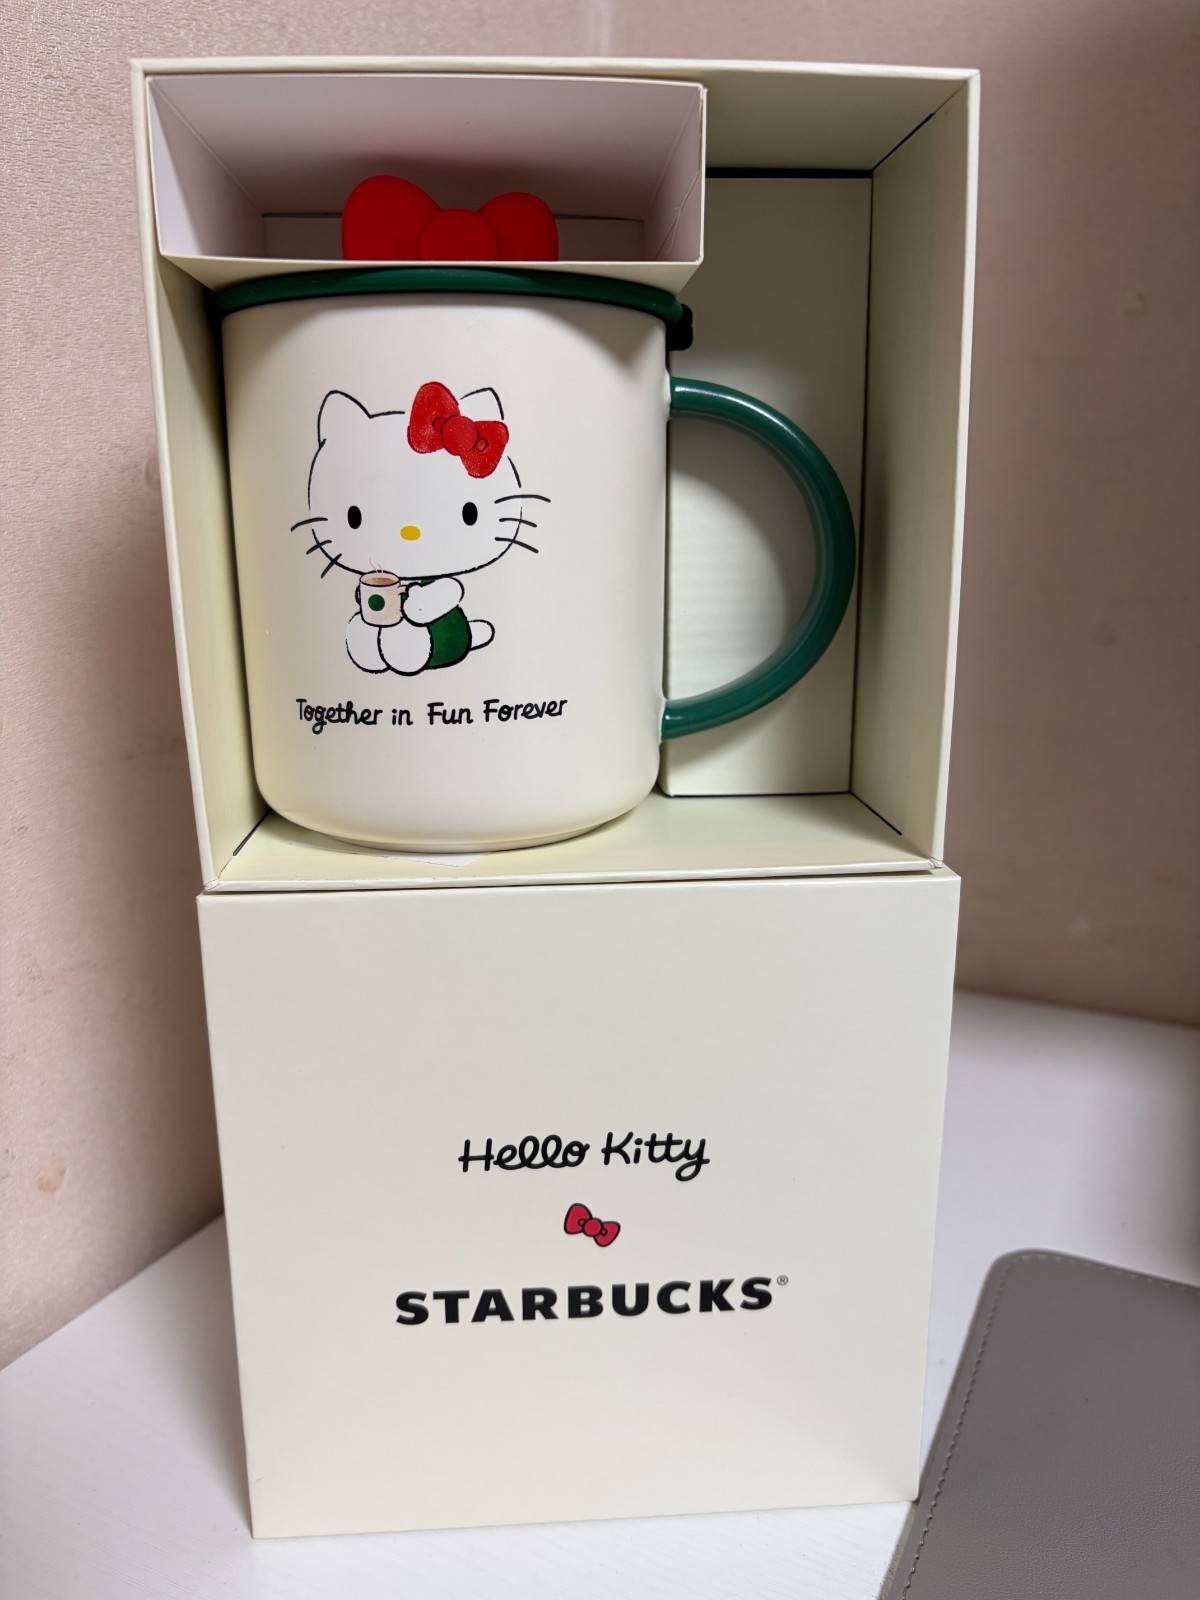 Together in Fun Forever
Hello Kitty
STARBUCKS®